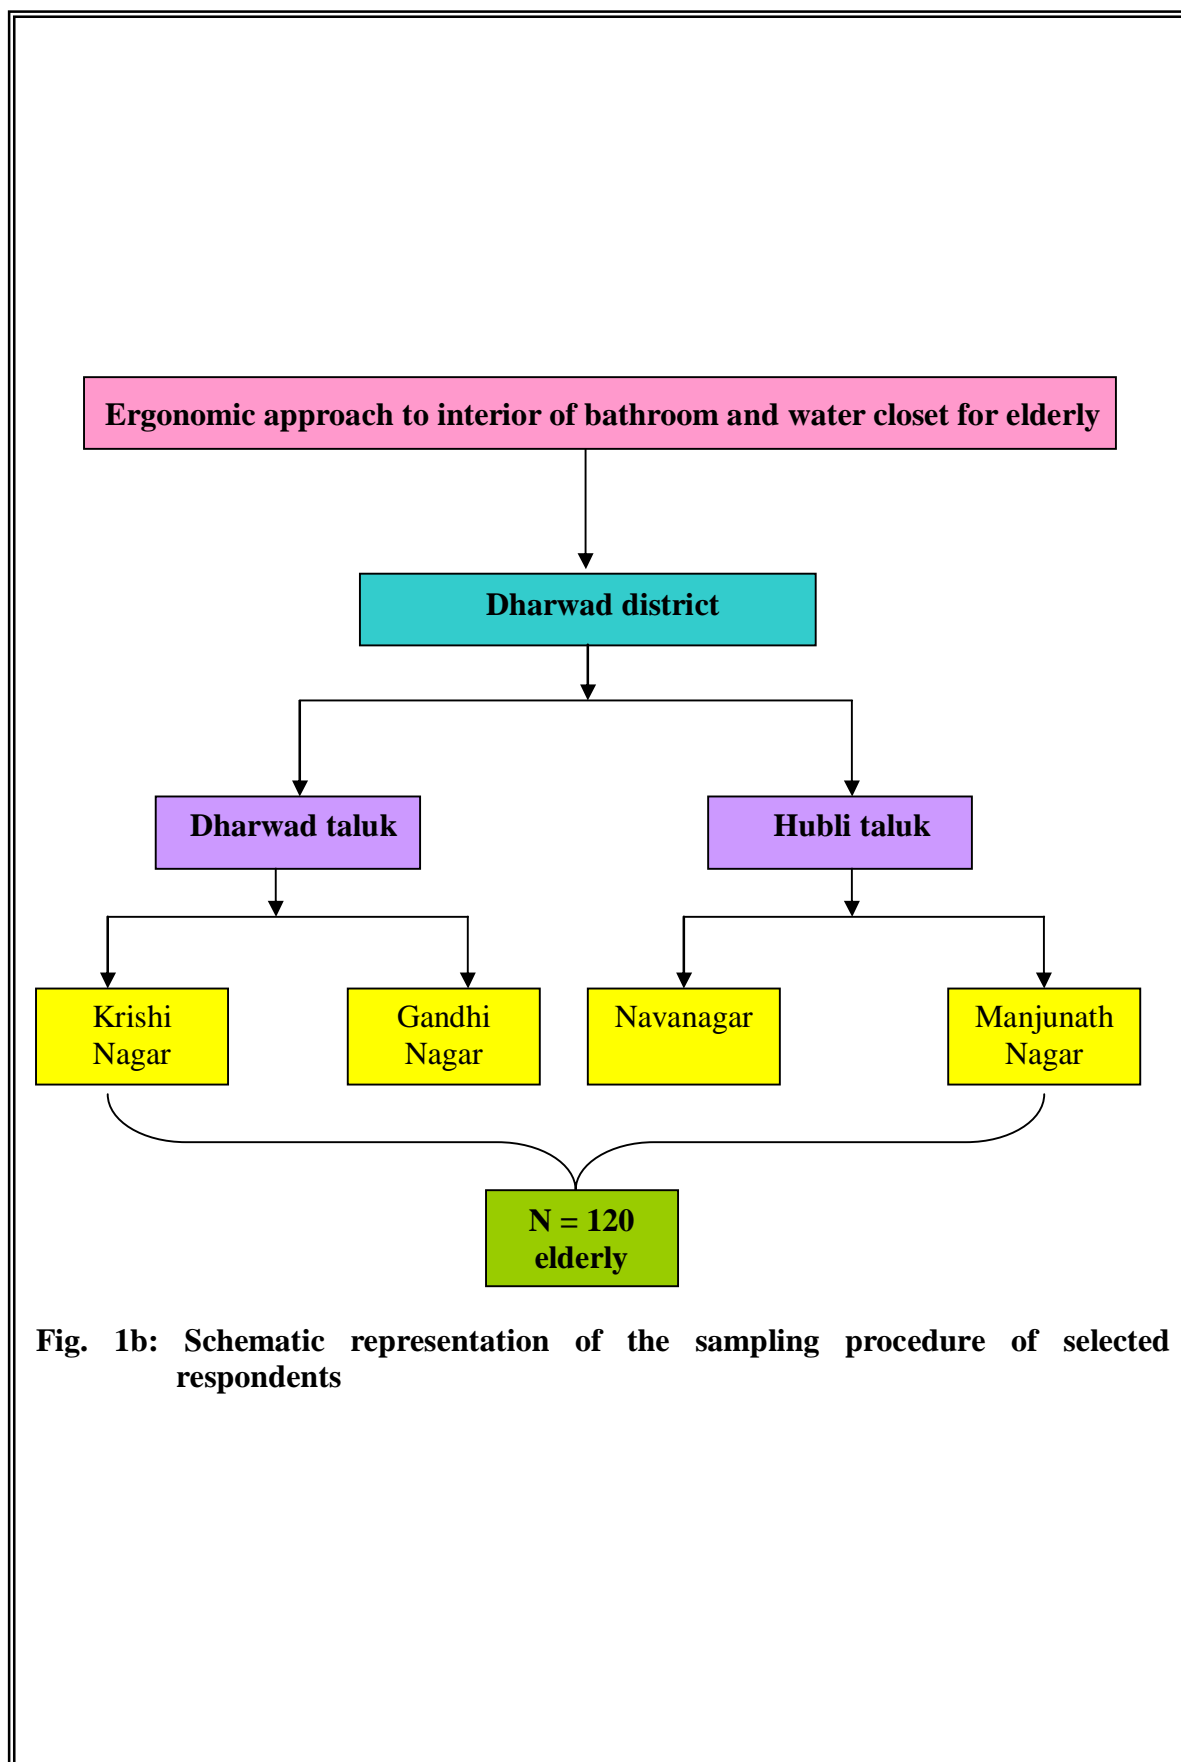 Ergonomic approach to interior of bathroom and water closet for elderly
Dharwad district
Dharwad taluk
Hubli taluk
Krishi
Nagar
Gandhi
Nagar
Navanagar
Manjunath
Nagar
N = 120
elderly
Fig. 1b: Schematic representation of the sampling procedure of selected
respondents